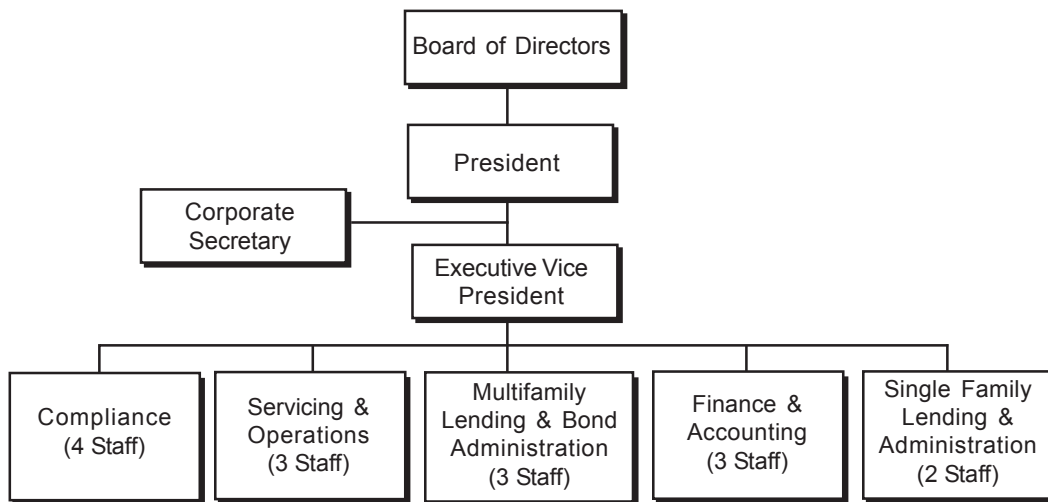 Board of Directors
President
Corporate
Secretary
Executive Vice
President
Compliance
(4 Staff)
Servicing &
Operations
(3 Staff)
Multifamily
Lending & Bond
Administration
(3 Staff)
Finance &
Accounting
(3 Staff)
Single Family
Lending &
Administration
(2 Staff)